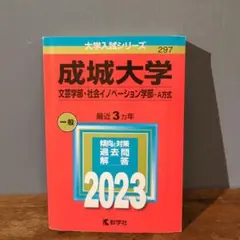 大学入試シリーズ
297
成城大学
文芸学部・社会イノベーション学部-A方式
一般
最近3カ年
傾向と対策
過去問
解答
2023
教学社